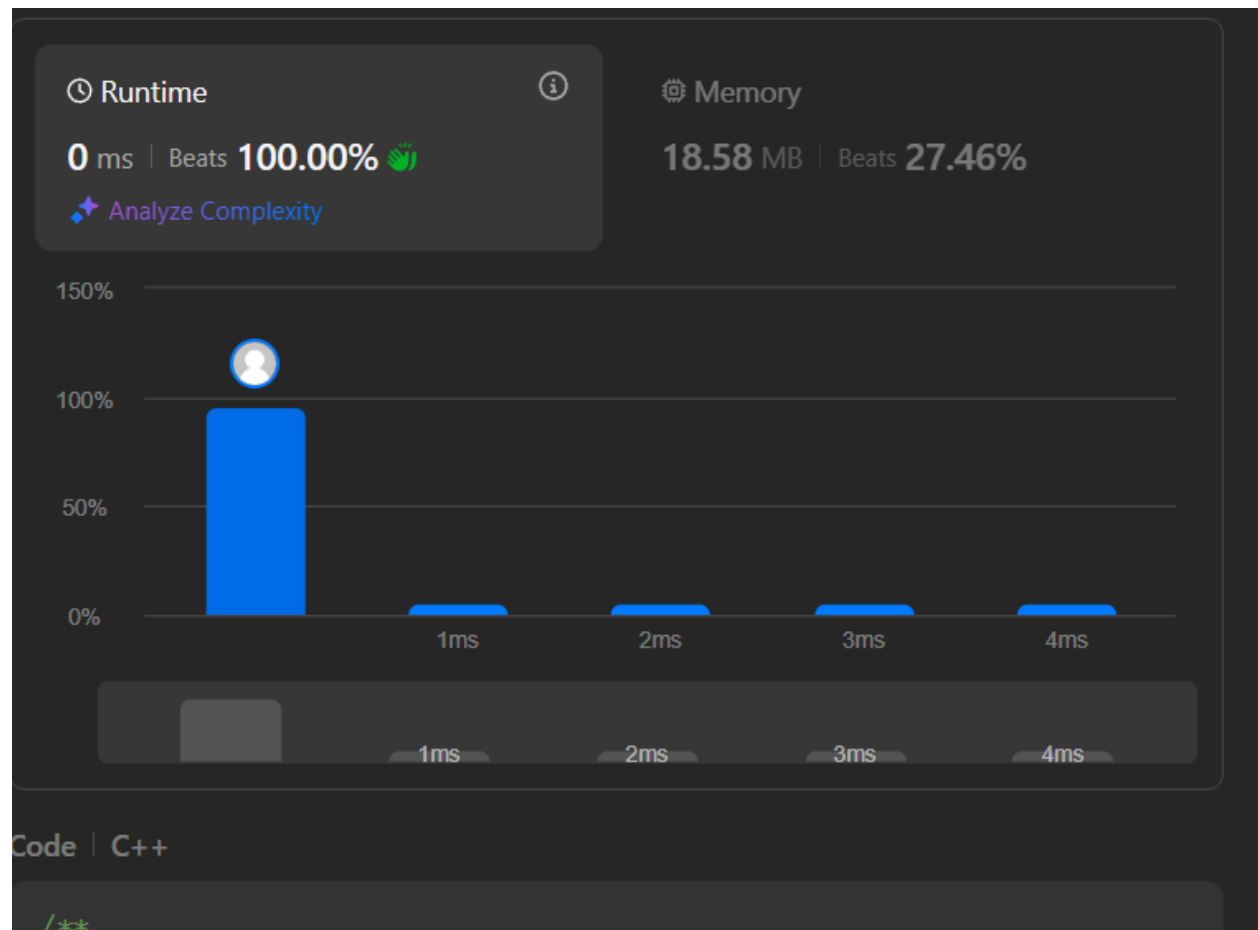 Runtime
0 ms | Beats 100.00%
Analyze Complexity
Memory
18.58 MB | Beats 27.46%
150%
100%
50%
0%
1ms 2ms 3ms 4ms
1ms 2ms 3ms 4ms
Code | C++
/**